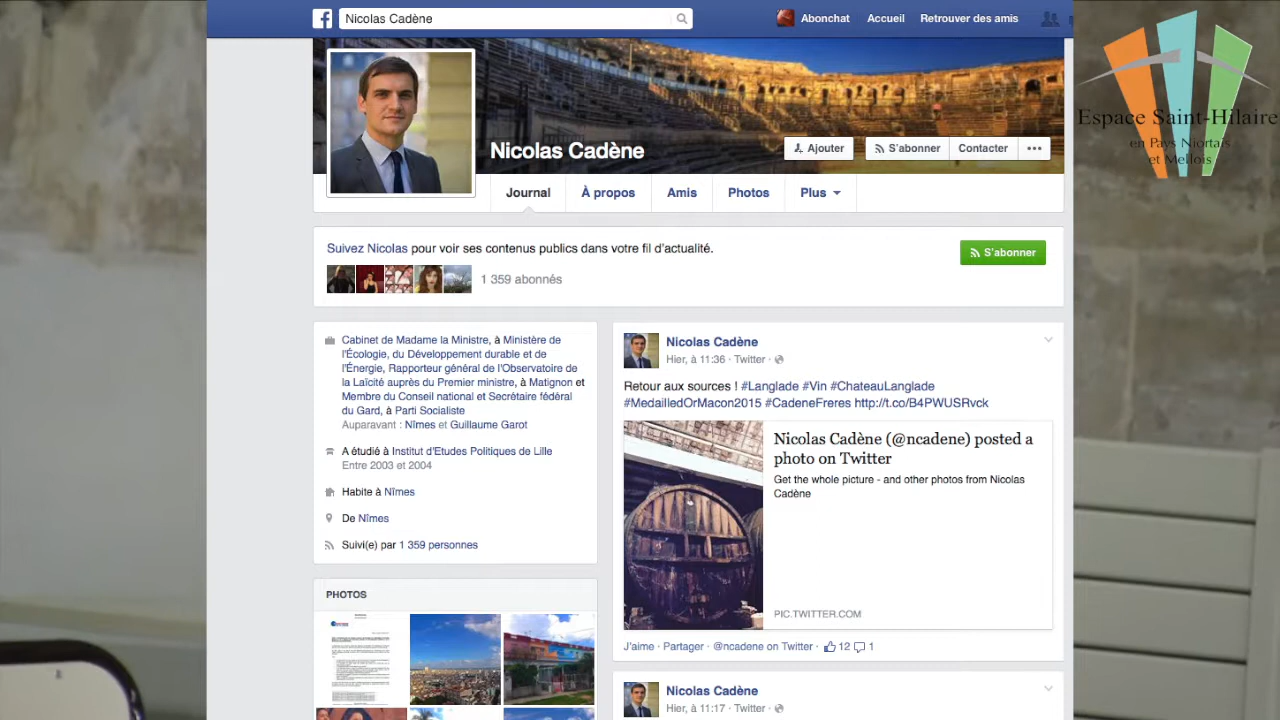 Nicolas Cadène
Abonchat
Accueil
Retrouver des amis
Espace Saint-Hilaire
en Pays Niortais
et Mellois
Nicolas Cadène
Ajouter
S'abonner
Contacter
Journal
À propos
Amis
Photos
Plus
Suivez Nicolas pour voir ses contenus publics dans votre fil d'actualité.
S'abonner
1 359 abonnés
Cabinet de Madame la Ministre, à Ministère de
l'Écologie, du Développement durable et de
l'Énergie, Rapporteur général de l'Observatoire de
la Laïcité auprès du Premier ministre, à Matignon et
Membre du Conseil national et Secrétaire fédéral
du Gard, à Parti Socialiste
Auparavant : Nîmes et Guillaume Garot
A étudié à Institut d'Etudes Politiques de Lille
Entre 2003 et 2004
Habite à Nîmes
De Nîmes
Suivi(e) par 1 359 personnes
PHOTOS
Nicolas Cadène
Hier, à 11:36 · Twitter ·
Retour aux sources ! #Langlade #Vin #ChateauLanglade
#MedailledOrMacon2015 #CadeneFreres http://t.co/B4PWUSRvck
Nicolas Cadène (@ncadene) posted a
photo on Twitter
Get the whole picture - and other photos from Nicolas
Cadène
PIC.TWITTER.COM
J'aime · Partager · @ncadene on Twitter · 12 1
Nicolas Cadène
Hier, à 11:17 · Twitter ·